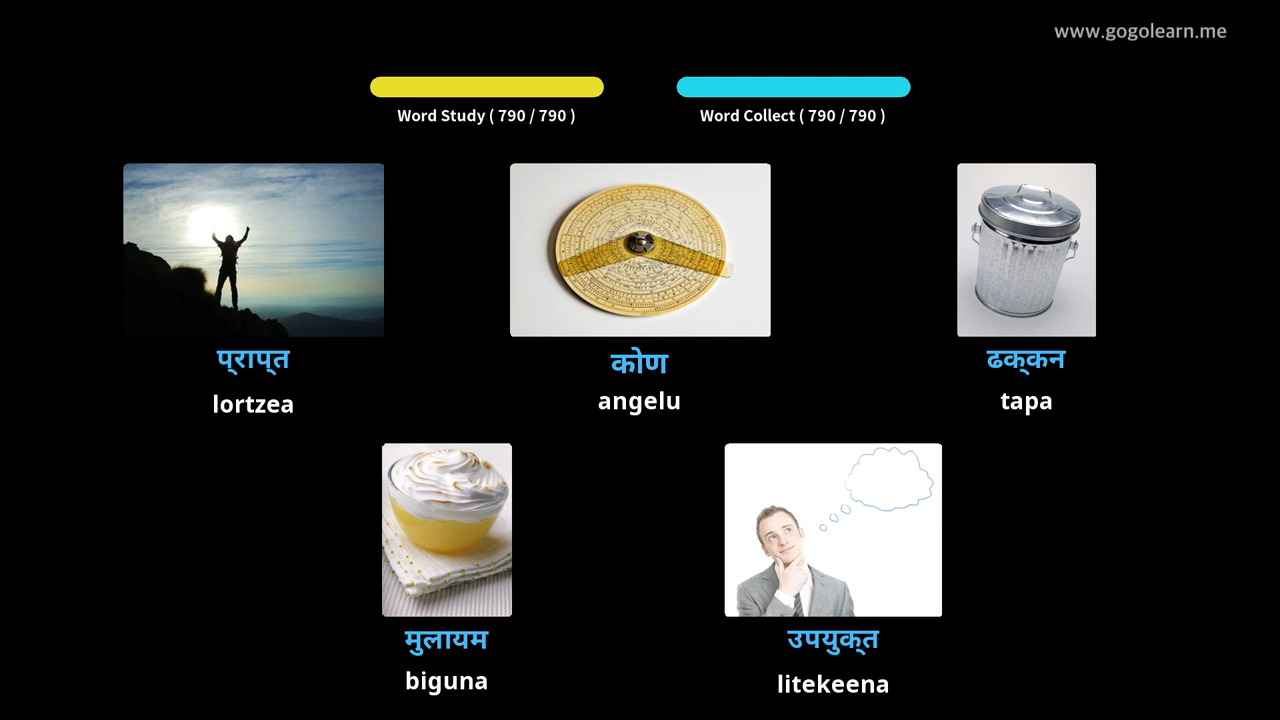 www.gogolearn.me
Word Study ( 790 / 790 )
Word Collect ( 790 / 790 )
प्राप्त
कोण
ढक्कन
lortzea
angelu
tapa
मुलायम
उपयुक्त
biguna
litekeena